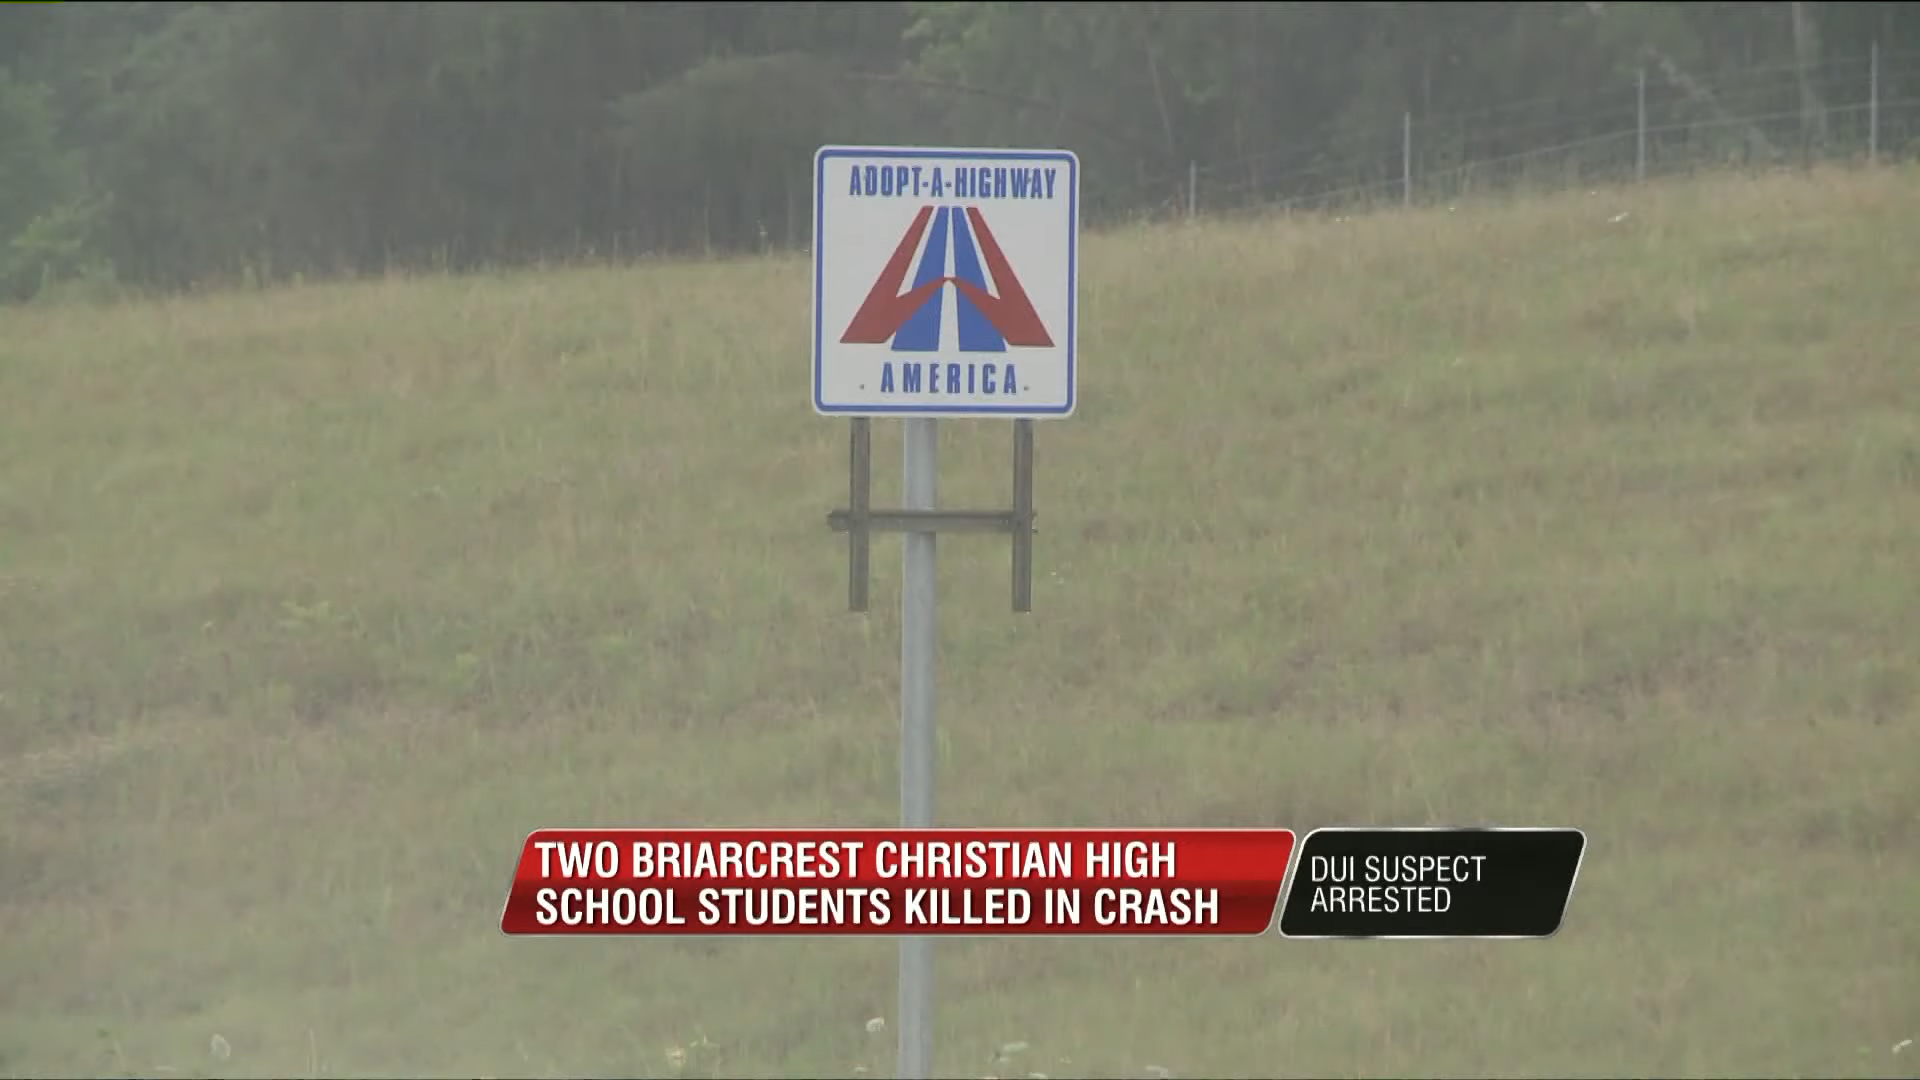 ADOPT-A-HIGHWAY
AMERICA
TWO BRIARCREST CHRISTIAN HIGH
SCHOOL STUDENTS KILLED IN CRASH
DUI SUSPECT
ARRESTED